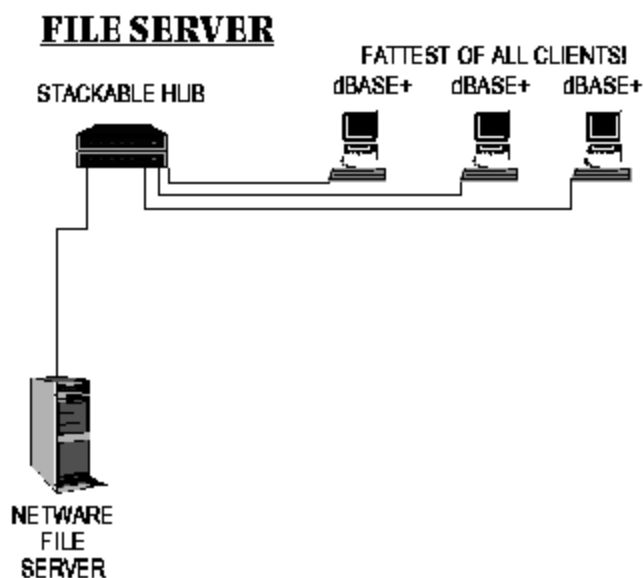 FILE SERVER
FATTEST OF ALL CLIENTS!
dBASE+ dBASE+ dBASE+
STACKABLE HUB
NETWARE
FILE
SERVER